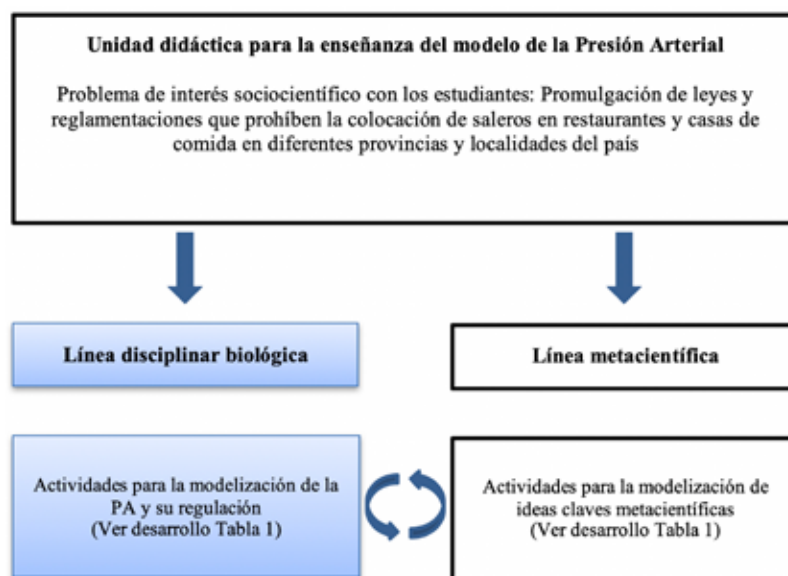 Unidad didáctica para la enseñanza del modelo de la Presión Arterial
Problema de interés sociocientífico con los estudiantes: Promulgación de leyes y
reglamentaciones que prohíben la colocación de saleros en restaurantes y casas de
comida en diferentes provincias y localidades del país
Línea disciplinar biológica
Línea metacientífica
Actividades para la modelización de la
PA y su regulación
(Ver desarrollo Tabla 1)
Actividades para la modelización de
ideas claves metacientíficas
(Ver desarrollo Tabla 1)